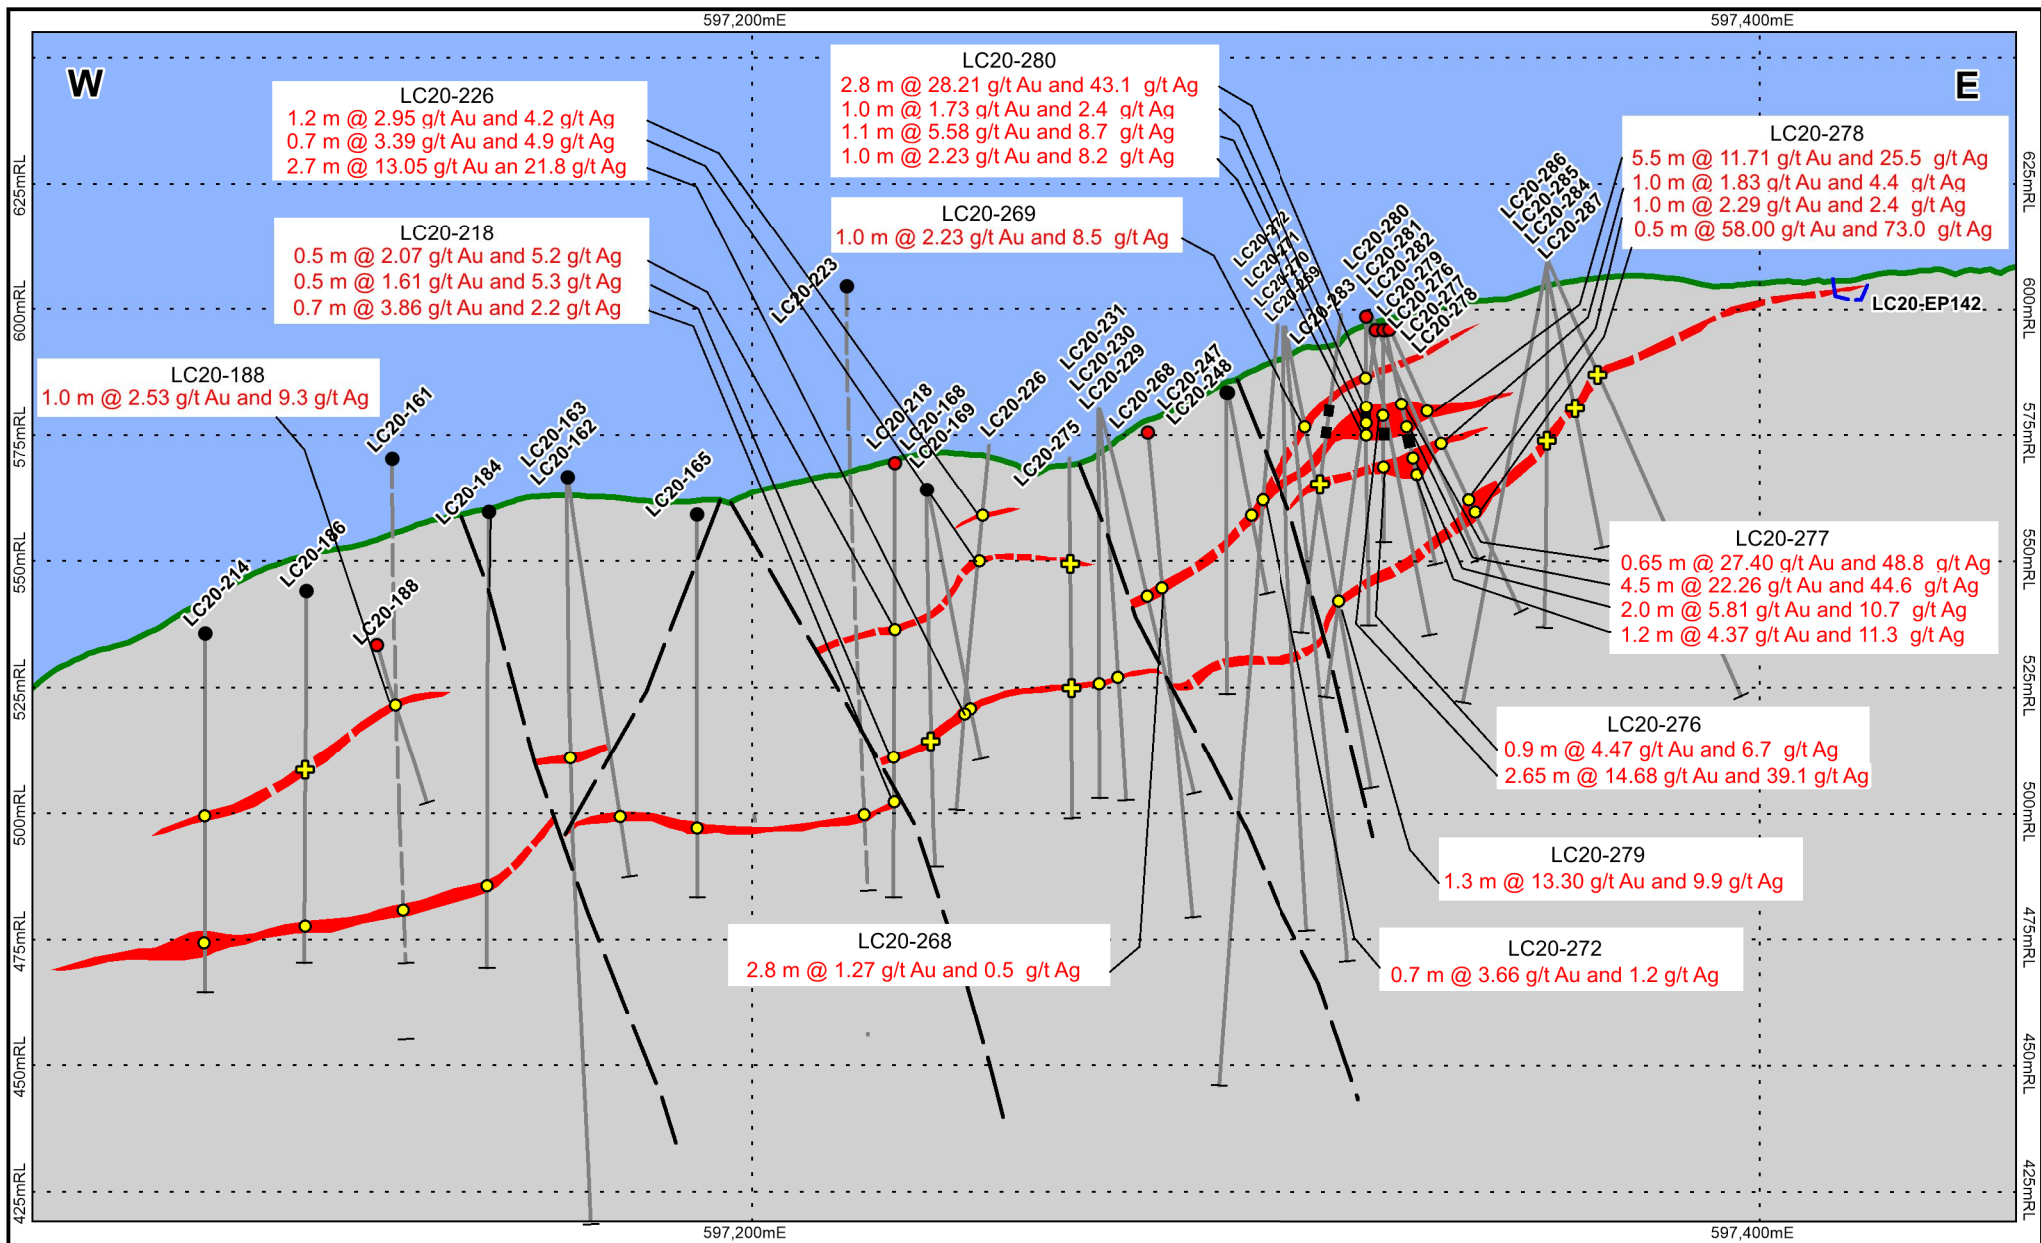 597,200mE
597,400mE
W
E
LC20-226
1.2 m @ 2.95 g/t Au and 4.2 g/t Ag
0.7 m @ 3.39 g/t Au and 4.9 g/t Ag
2.7 m @ 13.05 g/t Au an 21.8 g/t Ag
LC20-280
2.8 m @ 28.21 g/t Au and 43.1 g/t Ag
1.0 m @ 1.73 g/t Au and 2.4 g/t Ag
1.1 m @ 5.58 g/t Au and 8.7 g/t Ag
1.0 m @ 2.23 g/t Au and 8.2 g/t Ag
LC20-278
5.5 m @ 11.71 g/t Au and 25.5 g/t Ag
1.0 m @ 1.83 g/t Au and 4.4 g/t Ag
1.0 m @ 2.29 g/t Au and 2.4 g/t Ag
0.5 m @ 58.00 g/t Au and 73.0 g/t Ag
LC20-218
0.5 m @ 2.07 g/t Au and 5.2 g/t Ag
0.5 m @ 1.61 g/t Au and 5.3 g/t Ag
0.7 m @ 3.86 g/t Au and 2.2 g/t Ag
LC20-269
1.0 m @ 2.23 g/t Au and 8.5 g/t Ag
LC20-188
1.0 m @ 2.53 g/t Au and 9.3 g/t Ag
LC20-214
LC20-186
LC20-188
LC20-161
LC20-184
LC20-163
LC20-162
LC20-165
LC20-223
LC20-218
LC20-168
LC20-169
LC20-226
LC20-275
LC20-231
LC20-230
LC20-229
LC20-268
LC20-247
LC20-248
LC20-272
LC20-271
LC20-270
LC20-269
LC20-283
LC20-280
LC20-281
LC20-282
LC20-279
LC20-276
LC20-277
LC20-278
LC20-286
LC20-285
LC20-284
LC20-287
LC20-EP142
LC20-277
0.65 m @ 27.40 g/t Au and 48.8 g/t Ag
4.5 m @ 22.26 g/t Au and 44.6 g/t Ag
2.0 m @ 5.81 g/t Au and 10.7 g/t Ag
1.2 m @ 4.37 g/t Au and 11.3 g/t Ag
LC20-276
0.9 m @ 4.47 g/t Au and 6.7 g/t Ag
2.65 m @ 14.68 g/t Au and 39.1 g/t Ag
LC20-279
1.3 m @ 13.30 g/t Au and 9.9 g/t Ag
LC20-268
2.8 m @ 1.27 g/t Au and 0.5 g/t Ag
LC20-272
0.7 m @ 3.66 g/t Au and 1.2 g/t Ag
625mRL
600mRL
575mRL
550mRL
525mRL
500mRL
475mRL
450mRL
425mRL
625mRL
600mRL
575mRL
550mRL
525mRL
500mRL
475mRL
450mRL
425mRL
597,200mE
597,400mE